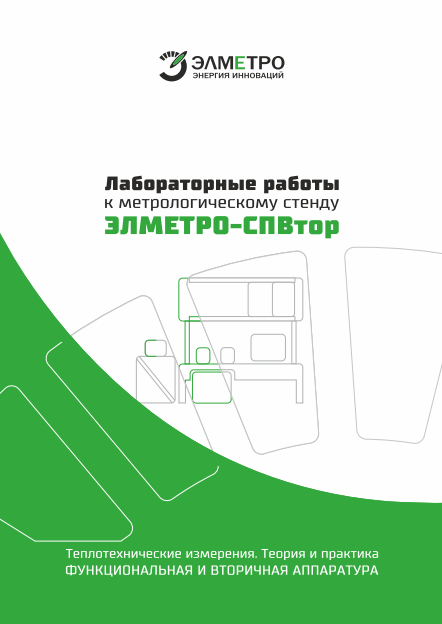 ЭЛМЕТРО
ЭНЕРГИЯ ИННОВАЦИЙ
Лабораторные работы
к метрологическому стенду
ЭЛМЕТРО-СПВтор
Теплотехнические измерения. Теория и практика
ФУНКЦИОНАЛЬНАЯ И ВТОРИЧНАЯ АППАРАТУРА